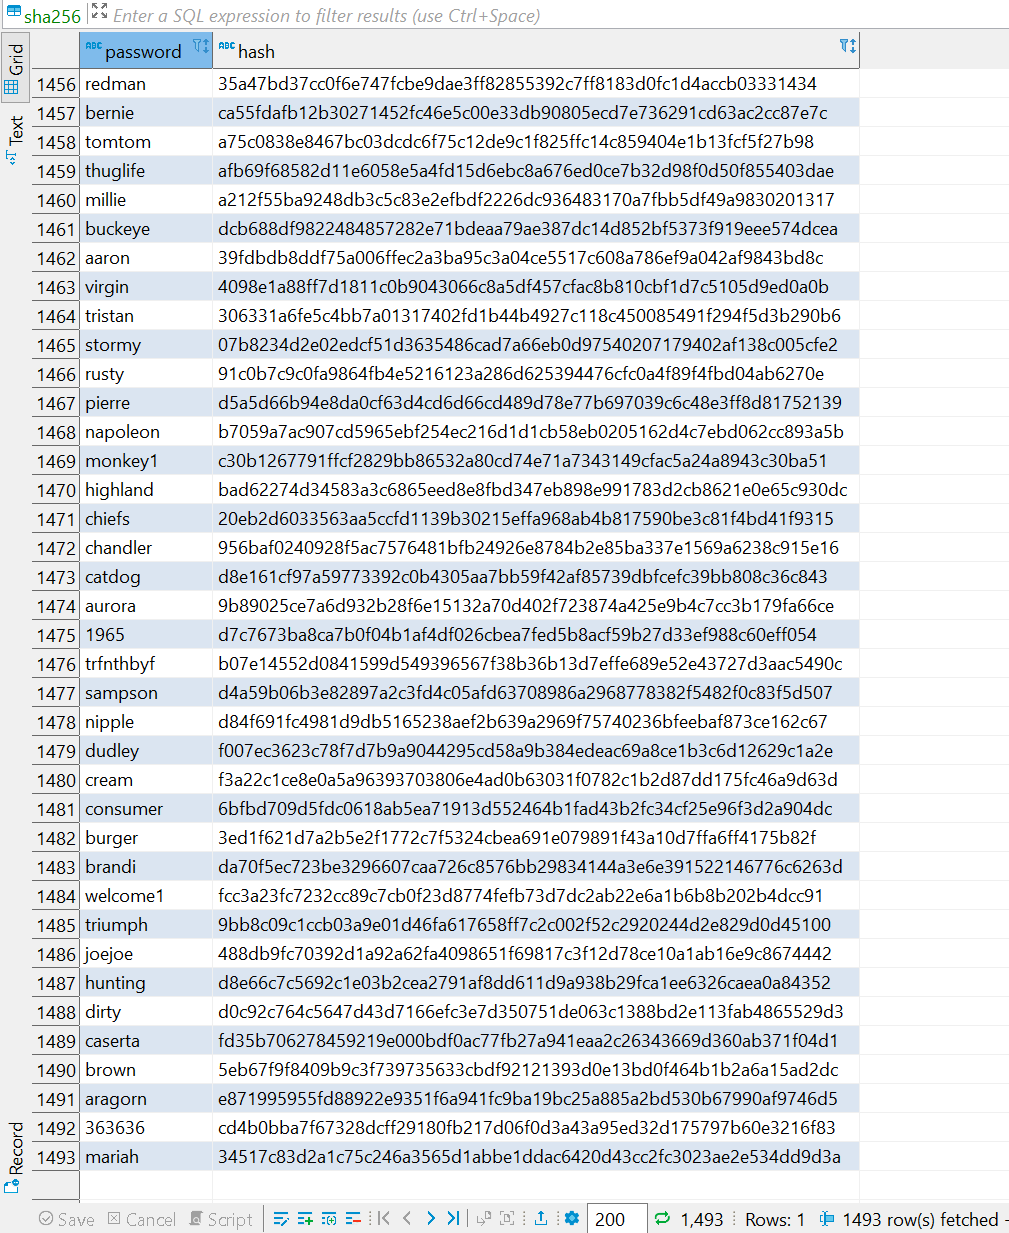 sha256 Enter a SQL expression to filter results (use Ctrl+Space)
Grid
Text
Record
ABC password ABC hash
1456 redman 35a47bd37cc0f6e747fcbe9dae3ff82855392c7ff8183d0fc1d4accb03331434
1457 bernie ca55fdafb12b30271452fc46e5c00e33db90805ecd7e736291cd63ac2cc87e7c
1458 tomtom a75c0838e8467bc03dcdc6f75c12de9c1f825ffc14c859404e1b13fcf5f27b98
1459 thuglife afb69f68582d11e6058e5a4fd15d6ebc8a676ed0ce7b32d98f0d50f855403dae
1460 millie a212f55ba9248db3c5c83e2efbdf2226dc936483170a7fbb5df49a9830201317
1461 buckeye dcb688df9822484857282e71bdeaa79ae387dc14d852bf5373f919eee574dcea
1462 aaron 39fdbdb8ddf75a006ffec2a3ba95c3a04ce5517c608a786ef9a042af9843bd8c
1463 virgin 4098e1a88ff7d1811c0b9043066c8a5df457cfac8b810cbf1d7c5105d9ed0a0b
1464 tristan 306331a6fe5c4bb7a01317402fd1b44b4927c118c450085491f294f5d3b290b6
1465 stormy 07b8234d2e02edcf51d3635486cad7a66eb0d97540207179402af138c005cfe2
1466 rusty 91c0b7c9c0fa9864fb4e5216123a286d625394476cfc0a4f89f4fbd04ab6270e
1467 pierre d5a5d66b94e8da0cf63d4cd6d66cd489d78e77b697039c6c48e3ff8d81752139
1468 napoleon b7059a7ac907cd5965ebf254ec216d1d1cb58eb0205162d4c7ebd062cc893a5b
1469 monkey1 c30b1267791ffcf2829bb86532a80cd74e71a7343149cfac5a24a8943c30ba51
1470 highland bad62274d34583a3c6865eed8e8fbd347eb898e991783d2cb8621e0e65c930dc
1471 chiefs 20eb2d6033563aa5ccfd1139b30215effa968ab4b817590be3c81f4bd41f9315
1472 chandler 956baf0240928f5ac7576481bfb24926e8784b2e85ba337e1569a6238c915e16
1473 catdog d8e161cf97a59773392c0b4305aa7bb59f42af85739dbfcefc39bb808c36c843
1474 aurora 9b89025ce7a6d932b28f6e15132a70d402f723874a425e9b4c7cc3b179fa66ce
1475 1965 d7c7673ba8ca7b0f04b1af4df026cbea7fed5b8acf59b27d33ef988c60eff054
1476 trfnthbyf b07e14552d0841599d549396567f38b36b13d7effe689e52e43727d3aac5490c
1477 sampson d4a59b06b3e82897a2c3fd4c05afd63708986a2968778382f5482f0c83f5d507
1478 nipple d84f691fc4981d9db5165238aef2b639a2969f75740236bfeebaf873ce162c67
1479 dudley f007ec3623c78f7d7b9a9044295cd58a9b384edeac69a8ce1b3c6d12629c1a2e
1480 cream f3a22c1ce8e0a5a96393703806e4ad0b63031f0782c1b2d87dd175fc46a9d63d
1481 consumer 6bfbd709d5fdc0618ab5ea71913d552464b1fad43b2fc34cf25e96f3d2a904dc
1482 burger 3ed1f621d7a2b5e2f1772c7f5324cbea691e079891f43a10d7ffa6ff4175b82f
1483 brandi da70f5ec723be3296607caa726c8576bb29834144a3e6e391522146776c6263d
1484 welcome1 fcc3a23fc7232cc89c7cb0f23d8774fefb73d7dc2ab22e6a1b6b8b202b4dcc91
1485 triumph 9bb8c09c1ccb03a9e01d46fa617658ff7c2c002f52c2920244d2e829d0d45100
1486 joejoe 488db9fc70392d1a92a62fa4098651f69817c3f12d78ce10a1ab16e9c8674442
1487 hunting d8e66c7c5692c1e03b2cea2791af8dd611d9a938b29fca1ee6326caea0a84352
1488 dirty d0c92c764c5647d43d7166efc3e7d350751de063c1388bd2e113fab4865529d3
1489 caserta fd35b706278459219e000bdf0ac77fb27a941eaa2c26343669d360ab371f04d1
1490 brown 5eb67f9f8409b9c3f739735633cbdf92121393d0e13bd0f464b1b2a6a15ad2dc
1491 aragorn e871995955fd88922e9351f6a941fc9ba19bc25a885a2bd530b67990af9746d5
1492 363636 cd4b0bba7f67328dcff29180fb217d06f0d3a43a95ed32d175797b60e3216f83
1493 mariah 34517c83d2a1c75c246a3565d1abbe1ddac6420d43cc2fc3023ae2e534dd9d3a
Save Cancel Script 200 1,493 Rows: 1 1493 row(s) fetched -